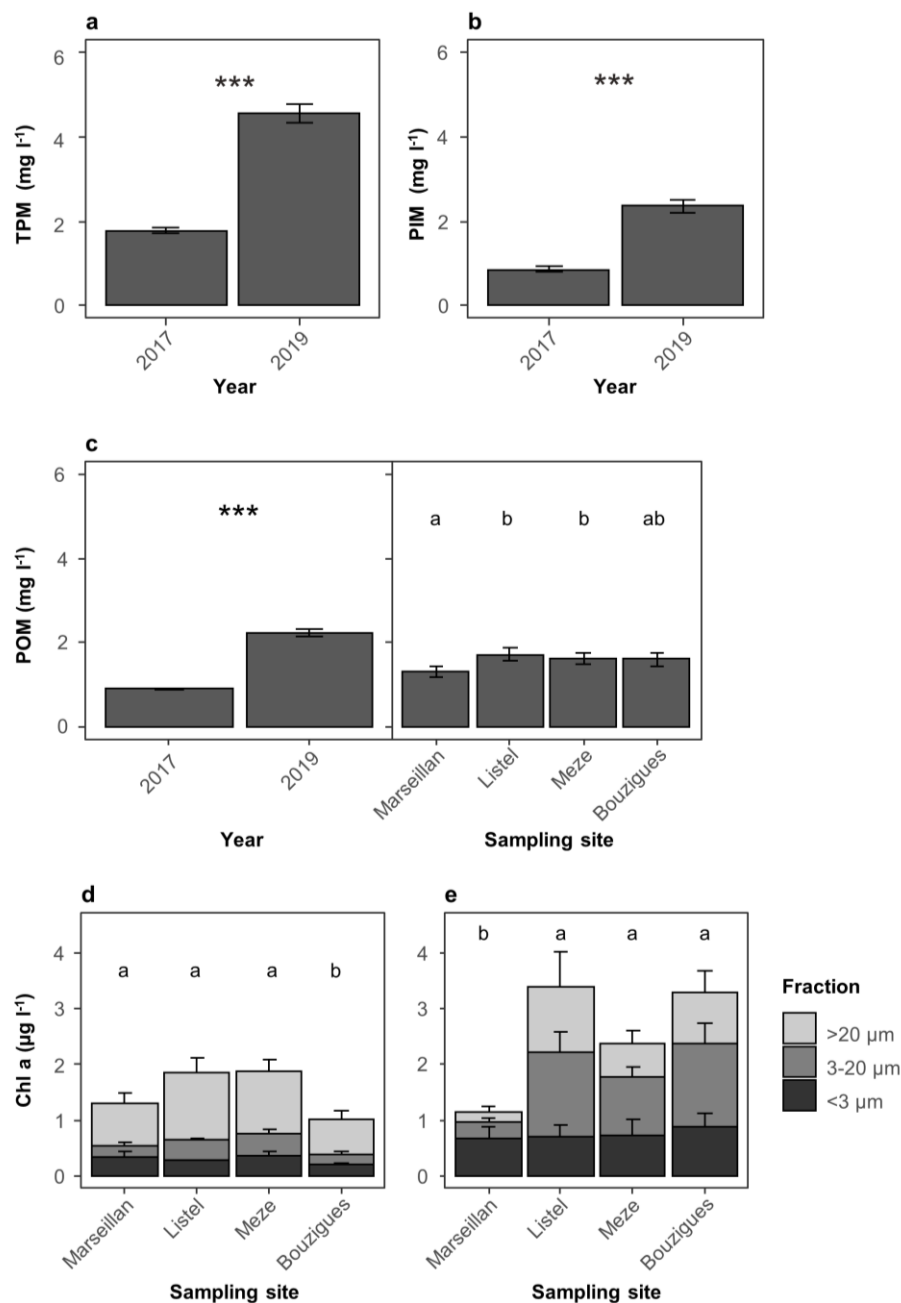 a
b
6
4
2
0
TPM (mg l⁻¹)
***
2017
2019
Year
6
4
2
0
PIM (mg l⁻¹)
***
2017
2019
Year
c
6
4
2
0
POM (mg l⁻¹)
***
a b b ab
2017
2019
Marseillan
Listel
Meze
Bouzigues
Year
Sampling site
d
e
4
3
2
1
0
Chl a (µg l⁻¹)
a a a b
Marseillan
Listel
Meze
Bouzigues
Sampling site
4
3
2
1
0
b a a a
Marseillan
Listel
Meze
Bouzigues
Sampling site
Fraction
>20 µm
3-20 µm
<3 µm